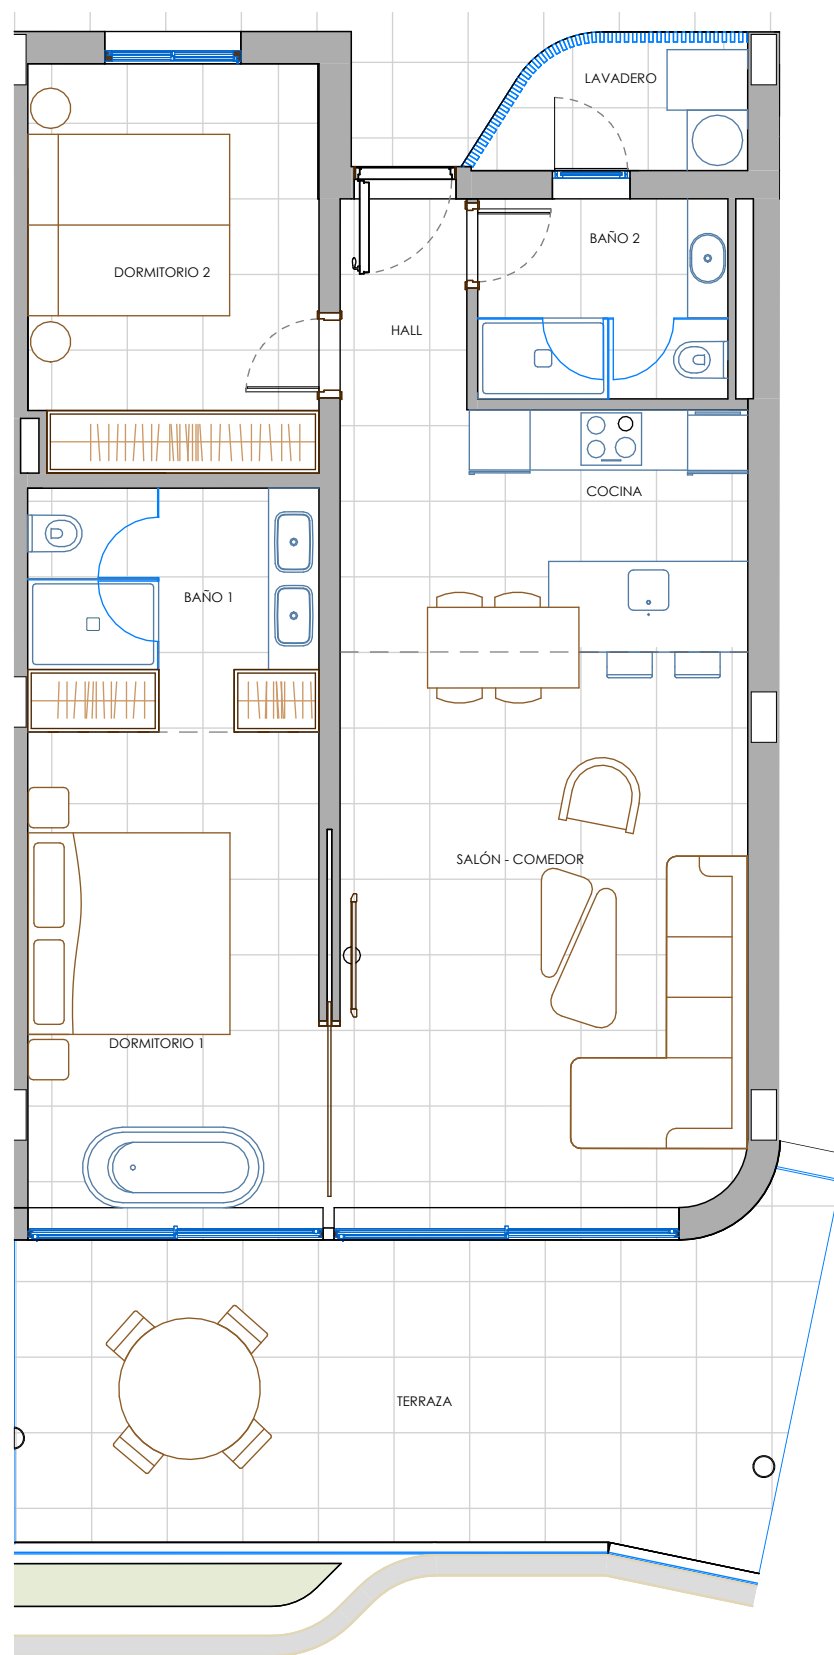 LAVADERO
BAÑO 2
DORMITORIO 2
HALL
COCINA
BAÑO 1
SALÓN - COMEDOR
DORMITORIO 1
TERRAZA